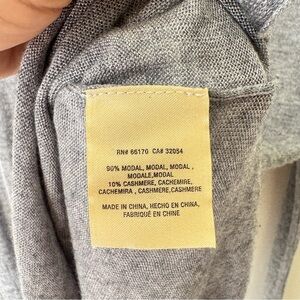 RN# 66170 CA# 32054
90% MODAL, MODAL, MODAL,
MODALE,MODAL
10% CASHMERE, CACHEMIRE,
CACHEMIRA, CASHMERE,CASHMERE
MADE IN CHINA, HECHO EN CHINA,
FABRIQUÉ EN CHINE